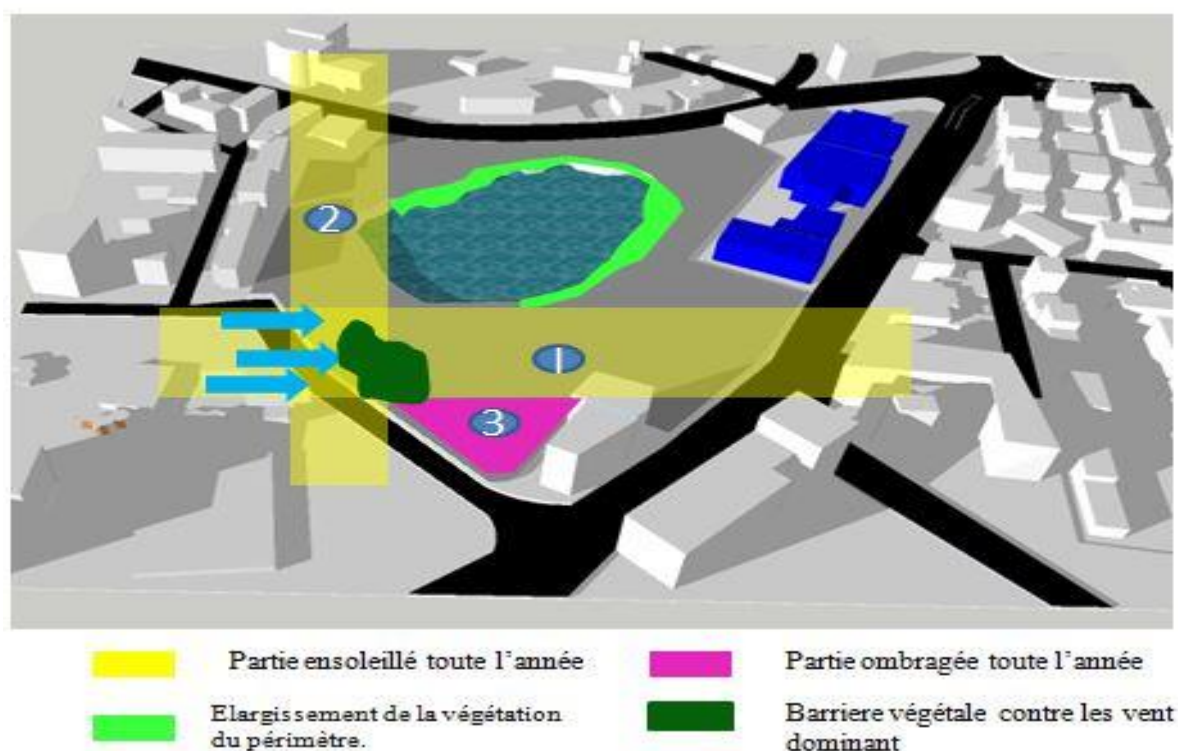 2
1
3
Partie ensoleillé toute l'année
Partie ombragée toute l'année
Elargissement de la végétation
du périmètre.
Barriere végétale contre les vent
dominant